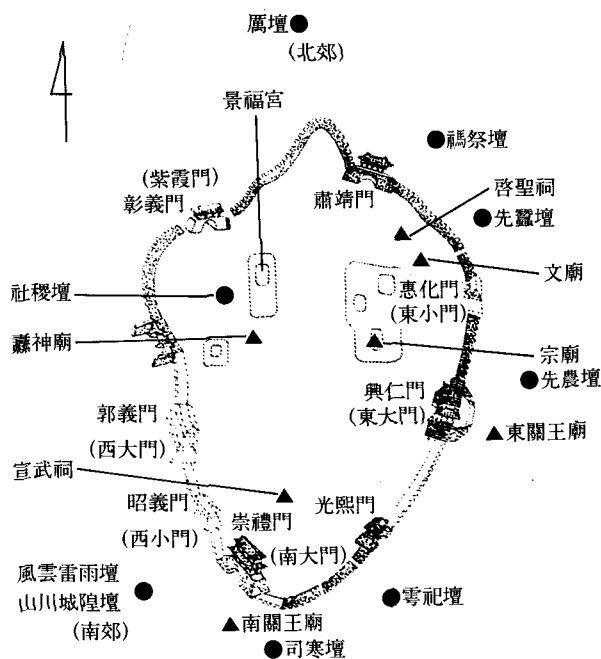 厲壇
(北郊)
景福宮
禡祭壇
(紫霞門)
彰義門
肅靖門
啓聖祠
先蠶壇
文廟
社稷壇
惠化門
(東小門)
纛神廟
宗廟
先農壇
興仁門
(東大門)
郭義門
(西大門)
東關王廟
宣武祠
昭義門
(西小門)
崇禮門
(南大門)
光熙門
風雲雷雨壇
山川城隍壇
(南郊)
雩祀壇
南關王廟
司寒壇